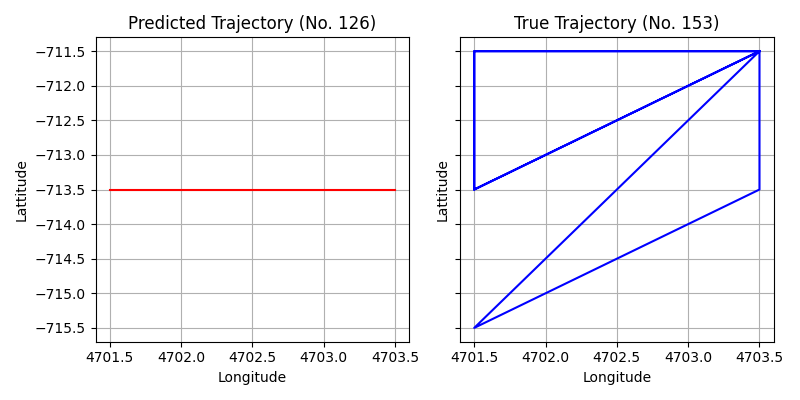 Predicted Trajectory (No. 126)
True Trajectory (No. 153)
Lattitude
−711.5
−712.0
−712.5
−713.0
−713.5
−714.0
−714.5
−715.0
−715.5
4701.5 4702.0 4702.5 4703.0 4703.5
Longitude
Lattitude
4701.5 4702.0 4702.5 4703.0 4703.5
Longitude